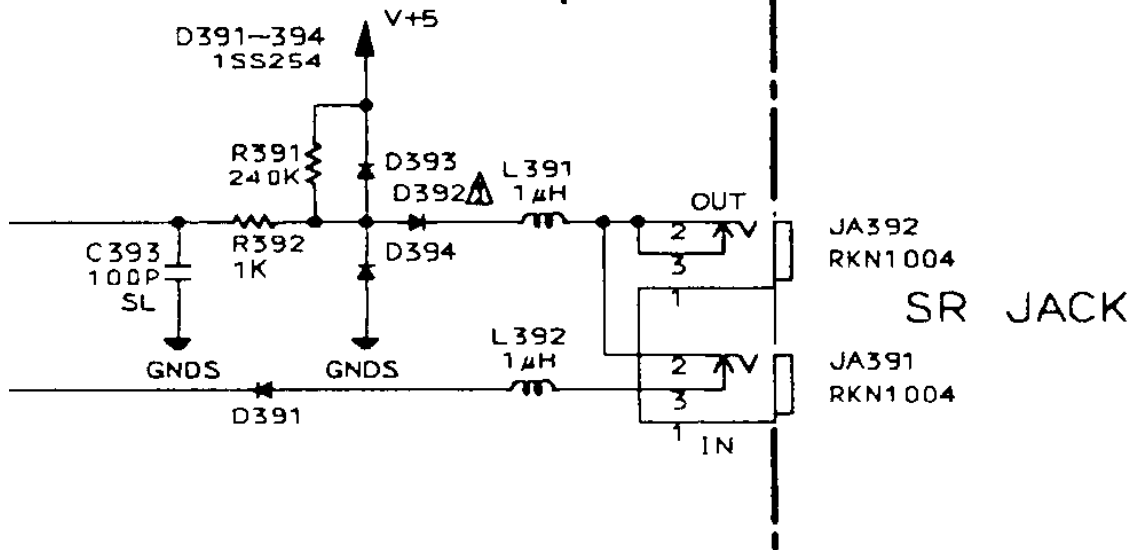 V+5
D391~394
1SS254
R391
240K
D393
D392
L391
1μH
OUT
2
3
1
JA392
RKN1004
C393
100P
SL
R392
1K
D394
SR JACK
GNDS
GNDS
L392
1μH
2
3
1
IN
JA391
RKN1004
D391